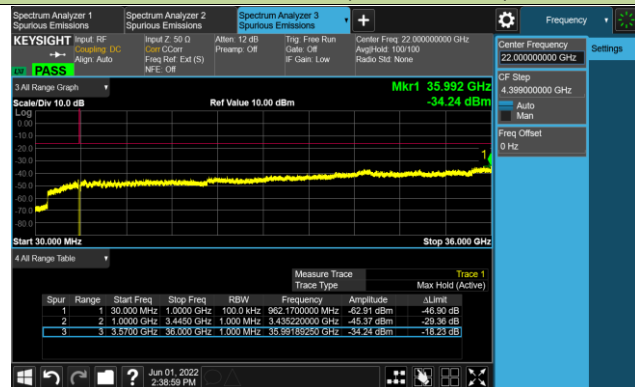 Spectrum Analyzer 1
Spurious Emissions
Spectrum Analyzer 2
Spurious Emissions
Spectrum Analyzer 3
Spurious Emissions
Frequency
KEYSIGHT
Input: RF
Coupling: DC
Align: Auto
Input Z: 50 Ω
Corr CCorr
Freq Ref: Ext (S)
NFE: Off
Atten: 12 dB
Preamp: Off
Trig: Free Run
Gate: Off
IF Gain: Low
Center Freq: 22.000000000 GHz
Avg|Hold: 100/100
Radio Std: None
PASS
Center Frequency
22.000000000 GHz
Settings
CF Step
4.399000000 GHz
Auto
Man
Freq Offset
0 Hz
3 All Range Graph
Mkr1 35.992 GHz
Scale/Div 10.0 dB
Ref Value 10.00 dBm
-34.24 dBm
Log
0.00
-10.0
-20.0
-30.0
-40.0
-50.0
-60.0
-70.0
-80.0
1
Start 30.000 MHz
Stop 36.000 GHz
4 All Range Table
Measure Trace Trace 1
Trace Type Max Hold (Active)
Spur Range Start Freq Stop Freq RBW Frequency Amplitude ΔLimit
1 1 30.000 MHz 1.0000 GHz 100.0 kHz 962.1700000 MHz -62.91 dBm -46.90 dB
2 2 1.0000 GHz 3.4450 GHz 1.000 MHz 3.435220000 GHz -45.37 dBm -29.36 dB
3 3 3.5700 GHz 36.000 GHz 1.000 MHz 35.99189250 GHz -34.24 dBm -18.23 dB
Jun 01, 2022
2:38:59 PM